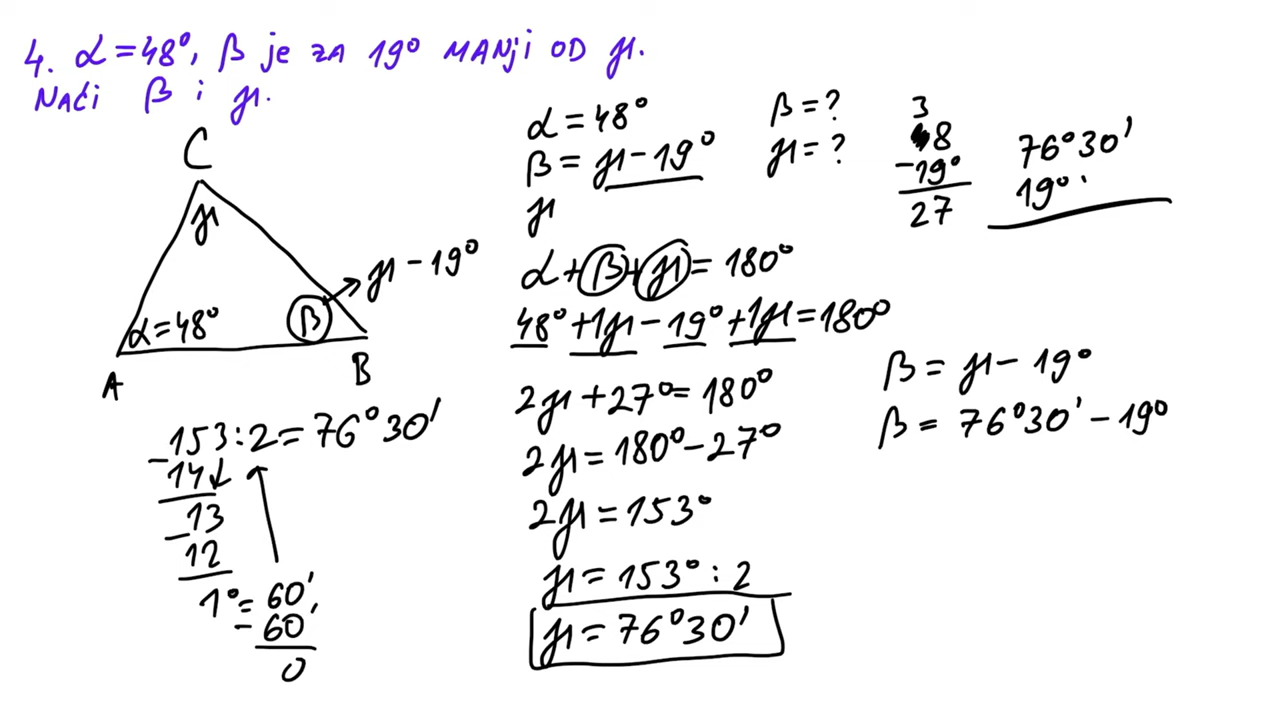 4. α = 48°, β je za 19° manji od γ.
Naći β i γ.
C
γ
α = 48°
β
γ - 19°
A
B
153 : 2 = 76°30'
-14
13
-12
1° = 60'
-60'
0
α = 48°
β = γ - 19°
γ
β = ?
γ = ?
α + β + γ = 180°
48° + 1γ - 19° + 1γ = 180°
2γ + 27° = 180°
2γ = 180° - 27°
2γ = 153°
γ = 153° : 2
γ = 76°30'
3
8
-19°
27
76°30'
19°
β = γ - 19°
β = 76°30' - 19°